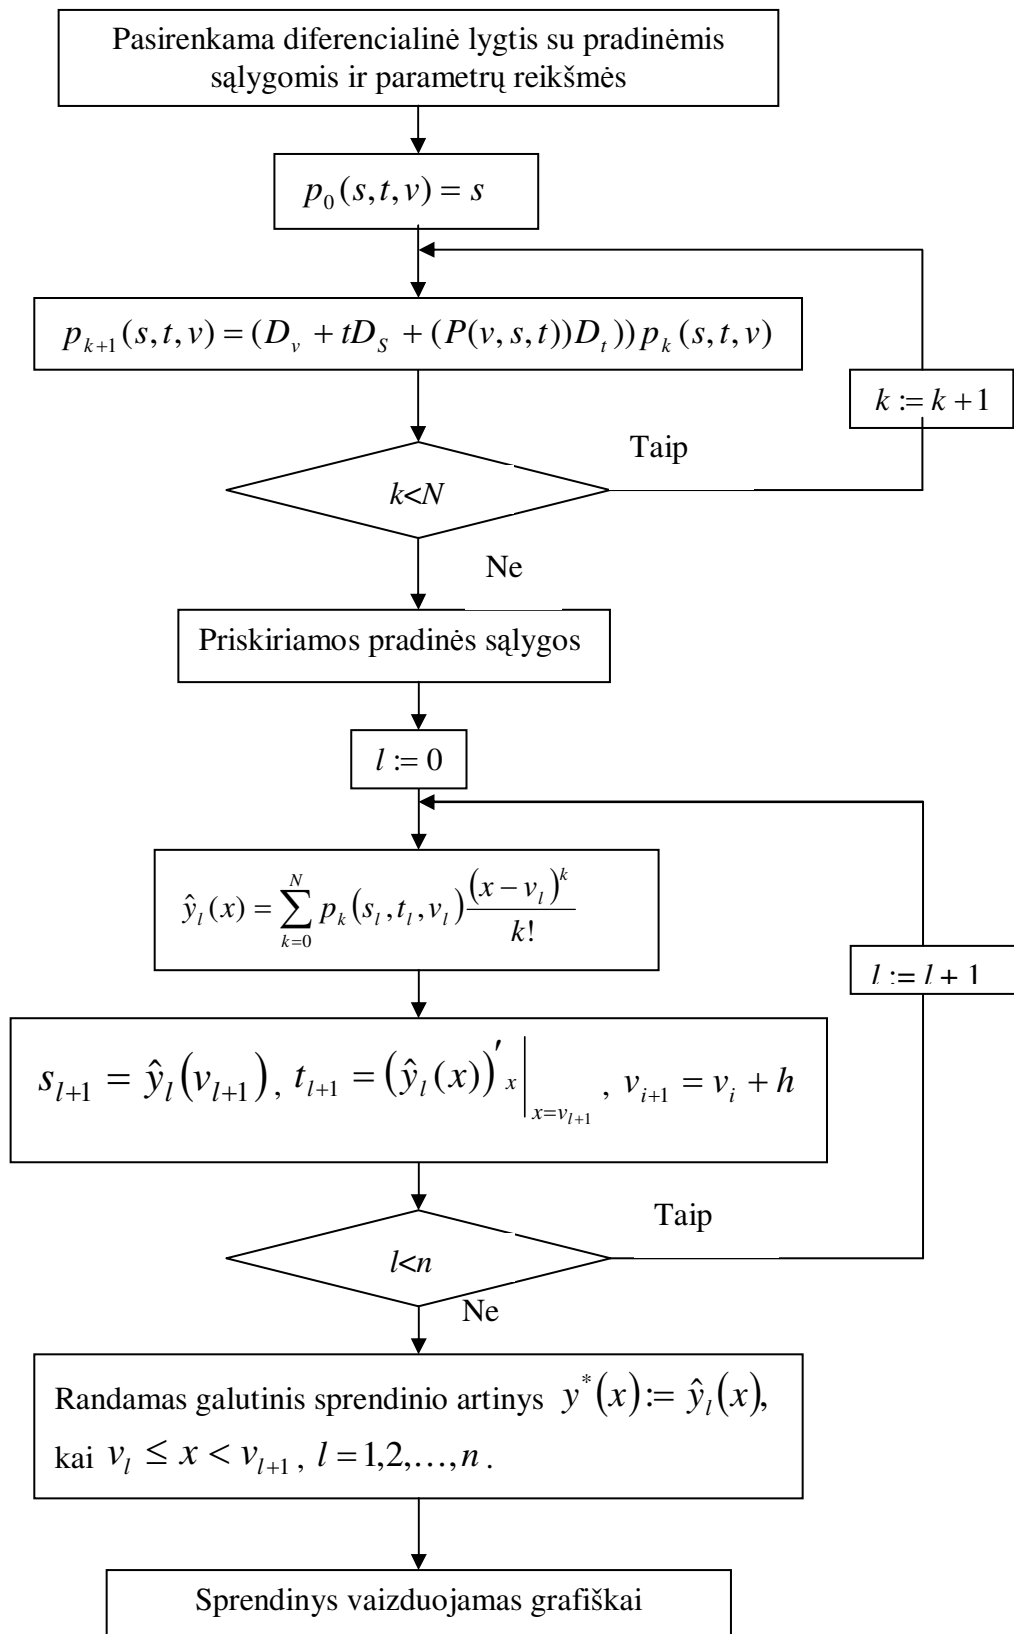 Pasirenkama diferencialinė lygtis su pradinėmis
sąlygomis ir parametrų reikšmės
p_0(s,t,v) = s
p_{k+1}(s,t,v) = (D_v + tD_S + (P(v,s,t))D_t))p_k(s,t,v)
k := k + 1
Taip
k<N
Ne
Priskiriamos pradinės sąlygos
l := 0
ŷ_l(x) = ∑_{k=0}^{N} p_k(s_l,t_l,v_l) (x − v_l)^k / k!
l := l + 1
s_{l+1} = ŷ_l(v_{l+1}), t_{l+1} = (ŷ_l(x))′_x |_{x=v_{l+1}}, v_{i+1} = v_i + h
Taip
l<n
Ne
Randamas galutinis sprendinio artinys y*(x) := ŷ_l(x),
kai v_l ≤ x < v_{l+1}, l = 1,2,...,n.
Sprendinys vaizduojamas grafiškai